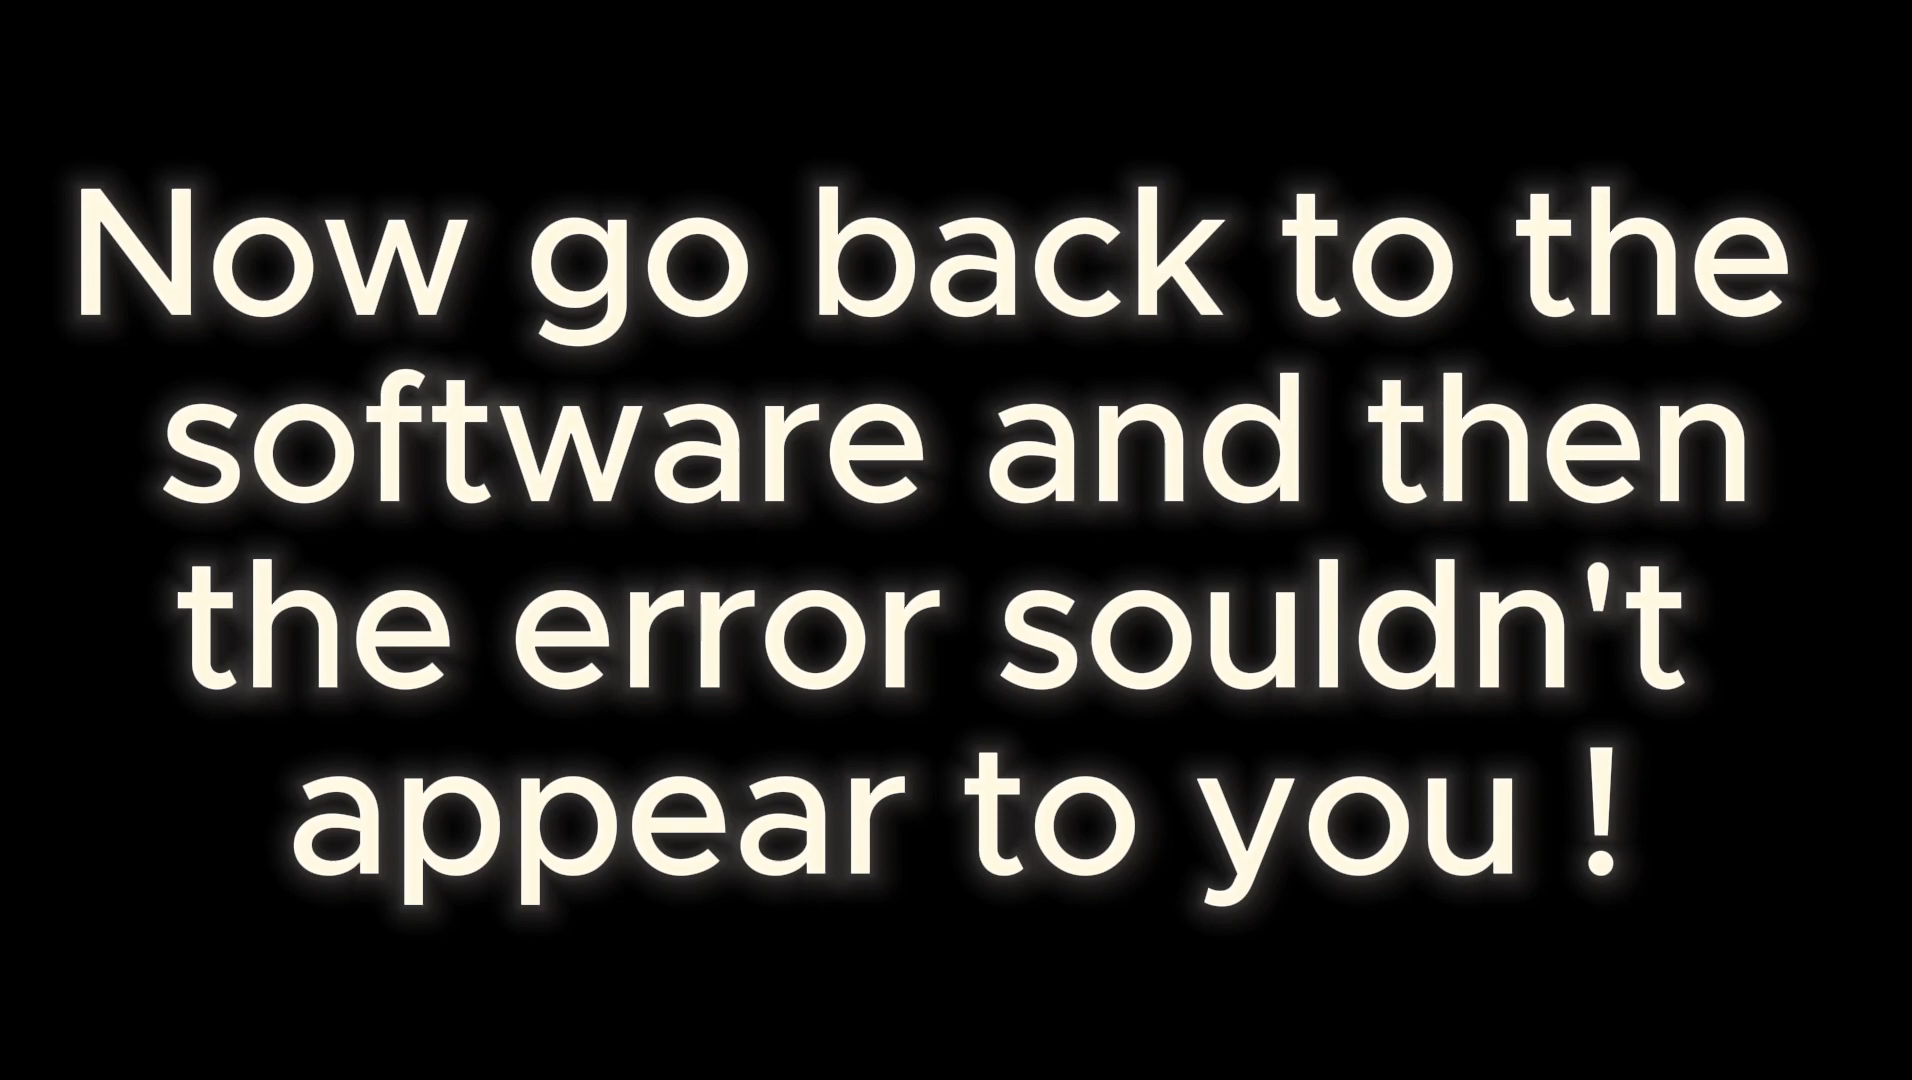 Now go back to the
software and then
the error souldn't
appear to you !